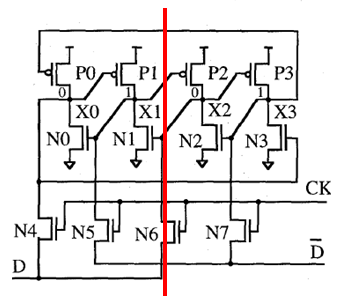 P0 P1 P2 P3
0 1 0 1
X0 X1 X2 X3
N0 N1 N2 N3
CK
N4 N5 N6 N7
D̅
D